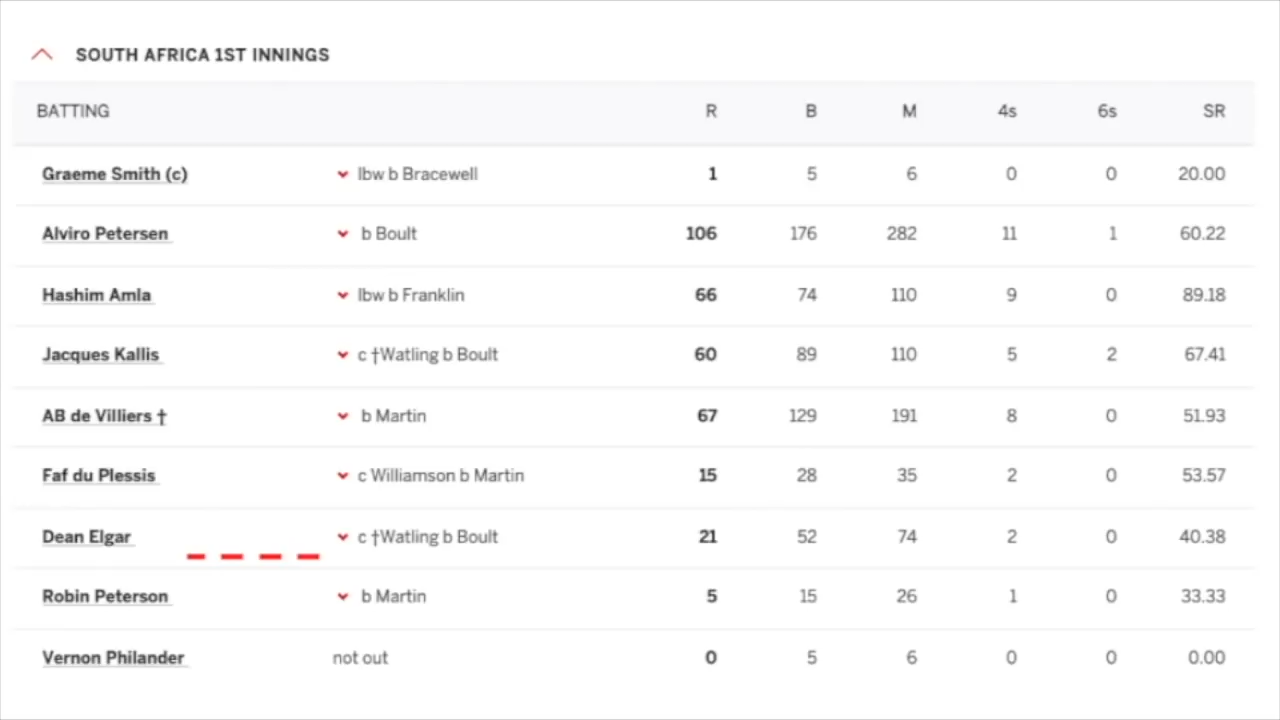 SOUTH AFRICA 1ST INNINGS
BATTING R B M 4s 6s SR
Graeme Smith (c) lbw b Bracewell 1 5 6 0 0 20.00
Alviro Petersen b Boult 106 176 282 11 1 60.22
Hashim Amla lbw b Franklin 66 74 110 9 0 89.18
Jacques Kallis c †Watling b Boult 60 89 110 5 2 67.41
AB de Villiers † b Martin 67 129 191 8 0 51.93
Faf du Plessis c Williamson b Martin 15 28 35 2 0 53.57
Dean Elgar c †Watling b Boult 21 52 74 2 0 40.38
Robin Peterson b Martin 5 15 26 1 0 33.33
Vernon Philander not out 0 5 6 0 0 0.00